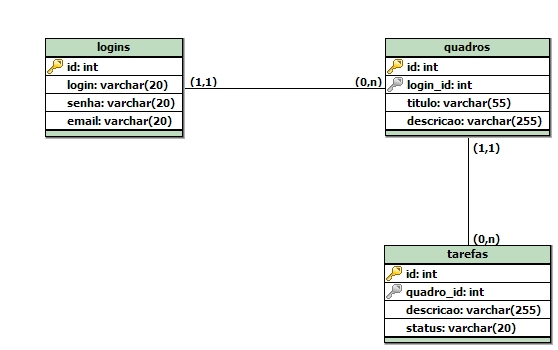 logins
id: int
login: varchar(20)
senha: varchar(20)
email: varchar(20)
(1,1)
(0,n)
quadros
id: int
login_id: int
titulo: varchar(55)
descricao: varchar(255)
(1,1)
(0,n)
tarefas
id: int
quadro_id: int
descricao: varchar(255)
status: varchar(20)